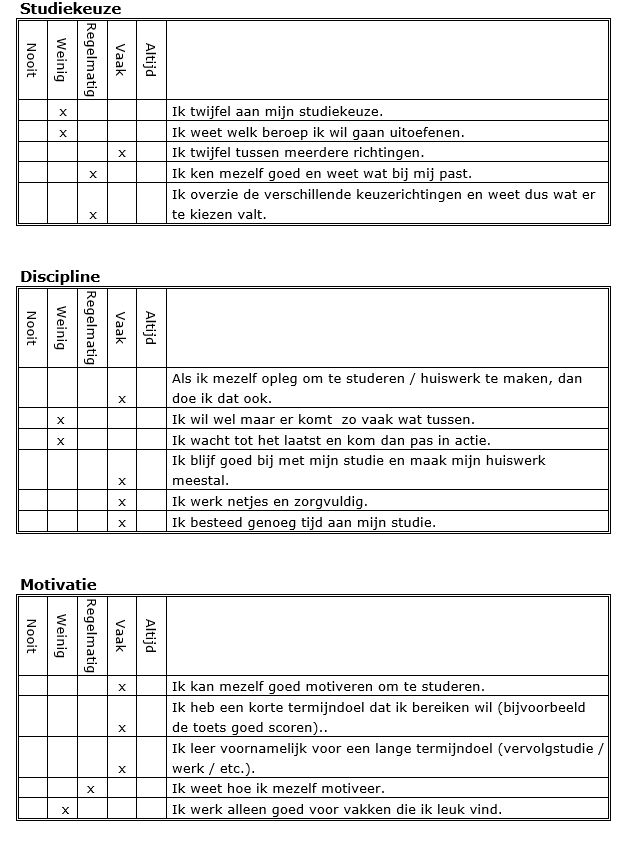 Studiekeuze
Nooit Weinig Regelmatig Vaak Altijd
x Ik twijfel aan mijn studiekeuze.
x Ik weet welk beroep ik wil gaan uitoefenen.
x Ik twijfel tussen meerdere richtingen.
x Ik ken mezelf goed en weet wat bij mij past.
Ik overzie de verschillende keuzerichtingen en weet dus wat er
x te kiezen valt.
Discipline
Nooit Weinig Regelmatig Vaak Altijd
Als ik mezelf opleg om te studeren / huiswerk te maken, dan
x doe ik dat ook.
x Ik wil wel maar er komt  zo vaak wat tussen.
x Ik wacht tot het laatst en kom dan pas in actie.
Ik blijf goed bij met mijn studie en maak mijn huiswerk
x meestal.
x Ik werk netjes en zorgvuldig.
x Ik besteed genoeg tijd aan mijn studie.
Motivatie
Nooit Weinig Regelmatig Vaak Altijd
x Ik kan mezelf goed motiveren om te studeren.
Ik heb een korte termijndoel dat ik bereiken wil (bijvoorbeeld
x de toets goed scoren)..
Ik leer voornamelijk voor een lange termijndoel (vervolgstudie /
x werk / etc.).
x Ik weet hoe ik mezelf motiveer.
x Ik werk alleen goed voor vakken die ik leuk vind.